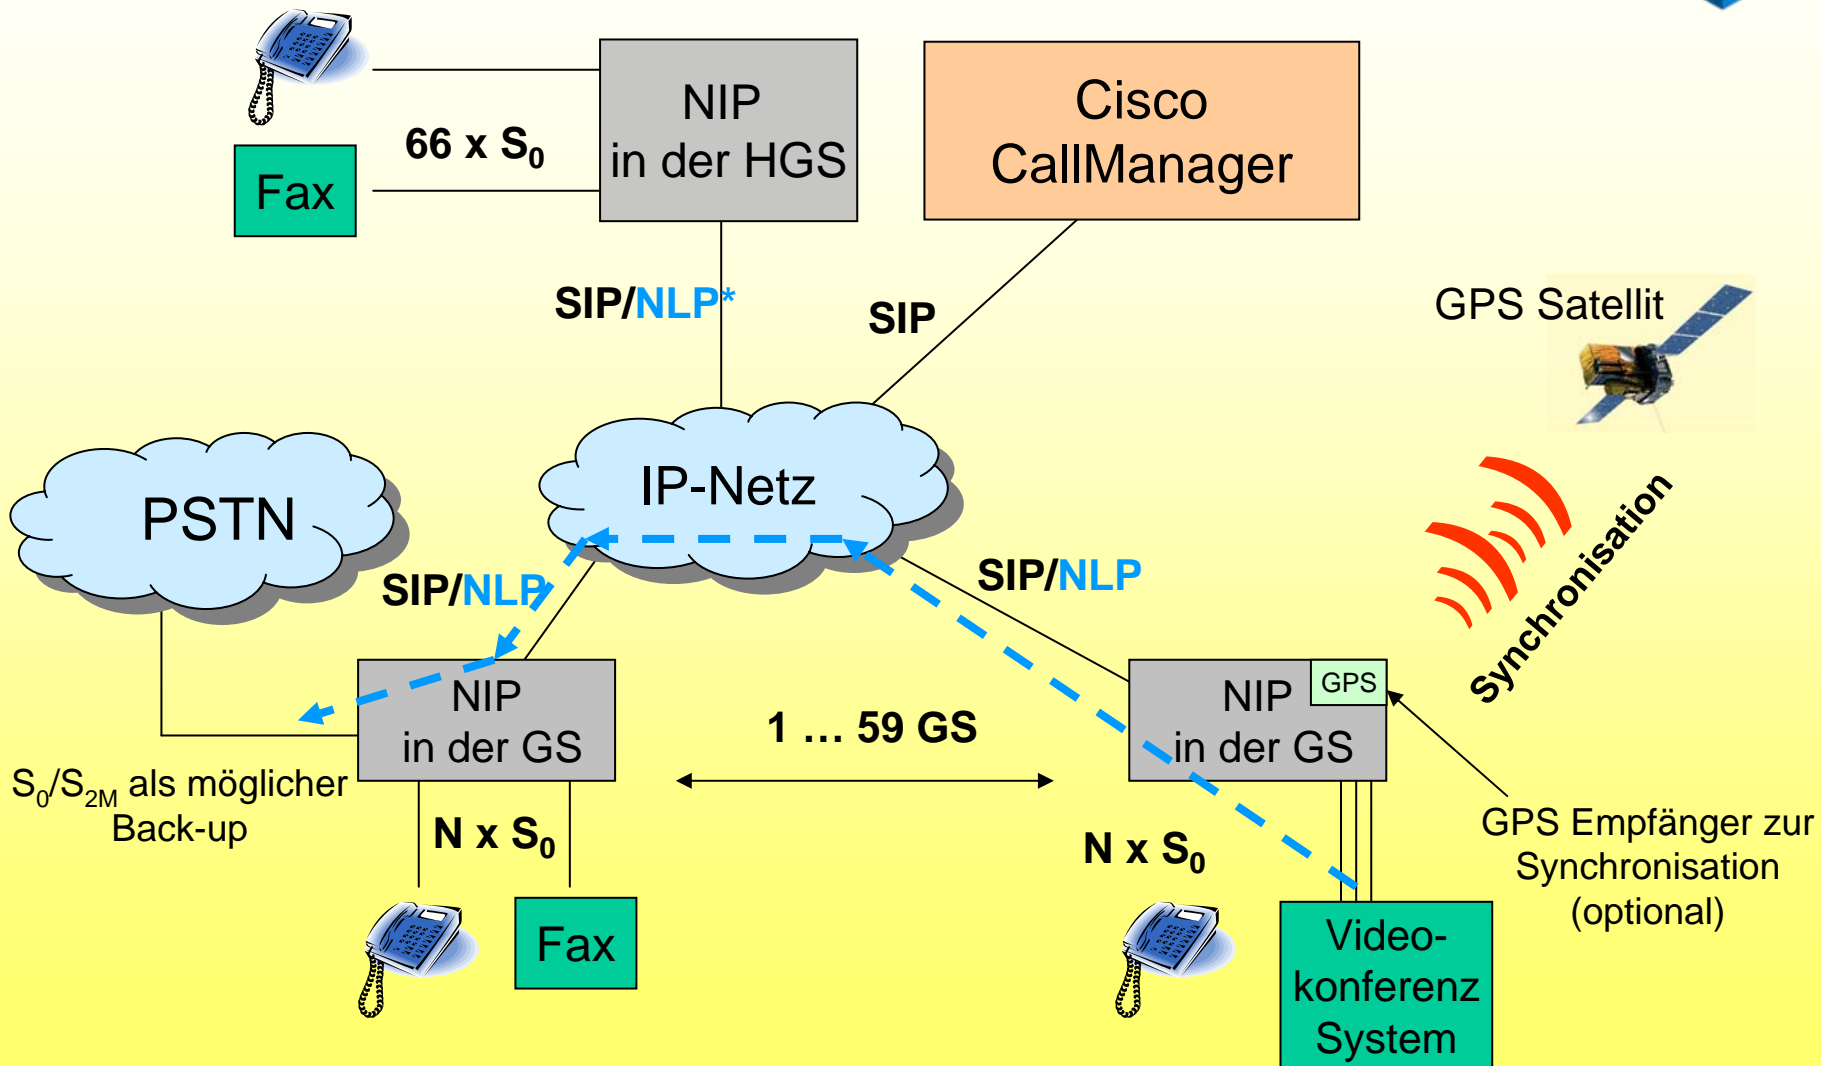 NIP
in der HGS
Cisco
CallManager
66 x S₀
Fax
SIP/NLP*
SIP
GPS Satellit
PSTN
IP-Netz
Synchronisation
SIP/NLP
SIP/NLP
NIP
in der GS
1 … 59 GS
NIP
in der GS
GPS
S₀/S₂M als möglicher
Back-up
N x S₀
N x S₀
GPS Empfänger zur
Synchronisation
(optional)
Fax
Video-
konferenz
System